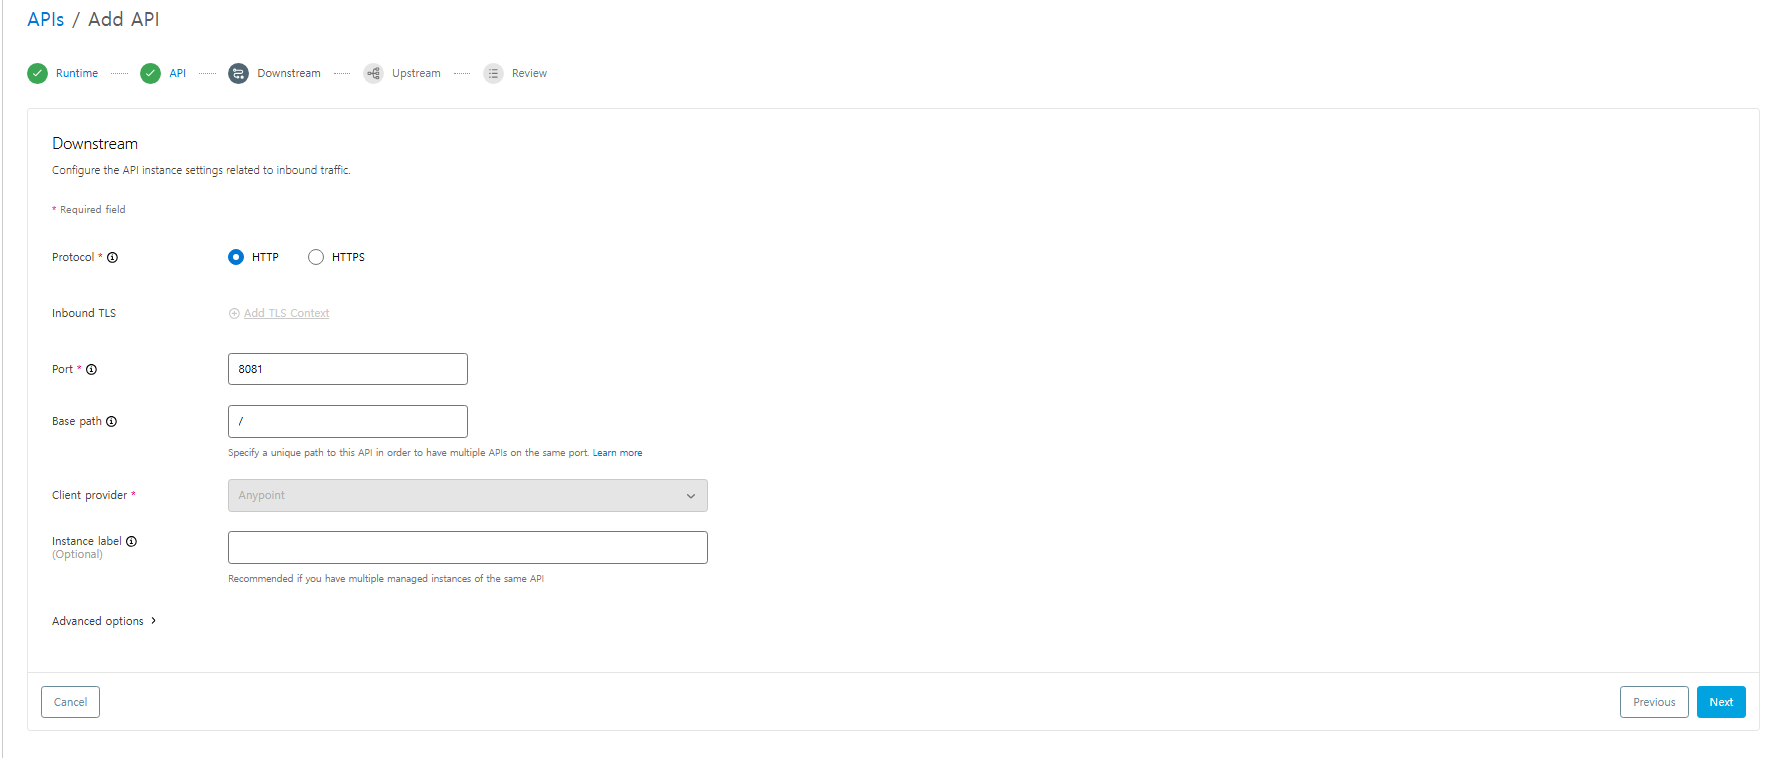 APIs / Add API
Runtime API Downstream Upstream Review
Downstream
Configure the API instance settings related to inbound traffic.
* Required field
Protocol * HTTP HTTPS
Inbound TLS Add TLS Context
Port * 8081
Base path /
Specify a unique path to this API in order to have multiple APIs on the same port. Learn more
Client provider * Anypoint
Instance label
(Optional)
Recommended if you have multiple managed instances of the same API
Advanced options
Cancel Previous Next